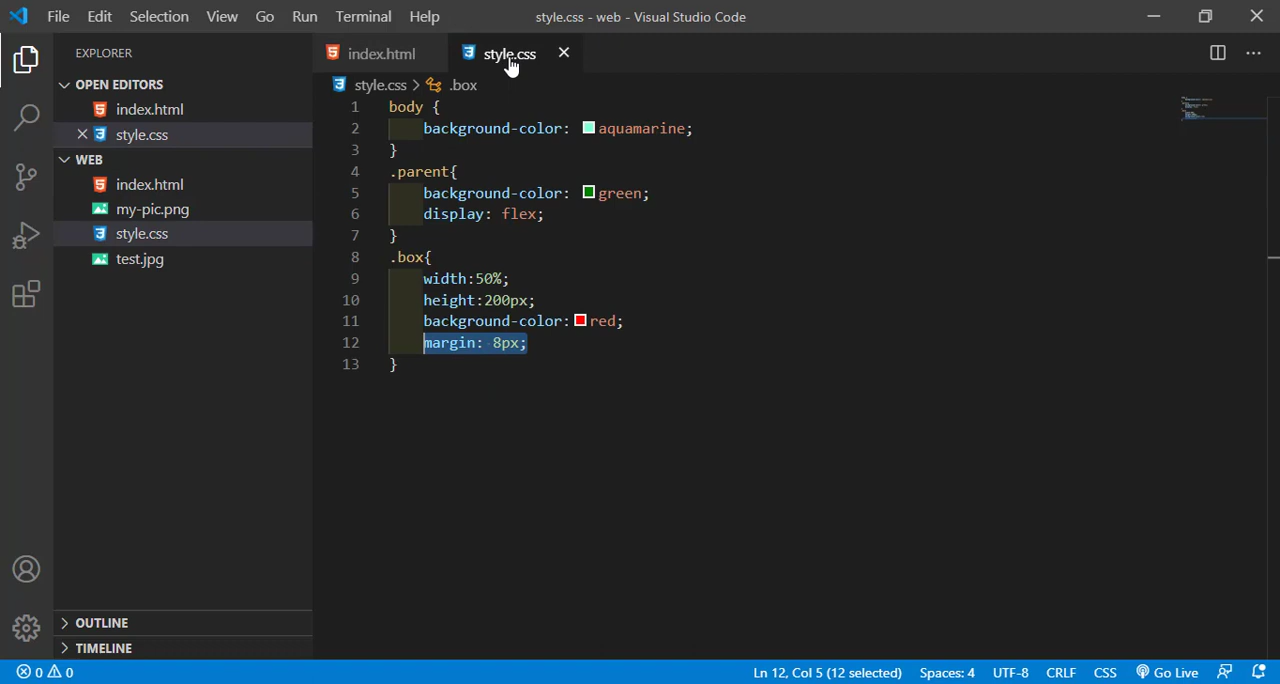 File Edit Selection View Go Run Terminal Help style.css - web - Visual Studio Code
EXPLORER
OPEN EDITORS
index.html
style.css
WEB
index.html
my-pic.png
style.css
test.jpg
OUTLINE
TIMELINE
index.html style.css
style.css > .box
1 body {
2 background-color: aquamarine;
3 }
4 .parent{
5 background-color: green;
6 display: flex;
7 }
8 .box{
9 width:50%;
10 height:200px;
11 background-color: red;
12 margin: 8px;
13 }
0 0 Ln 12, Col 5 (12 selected) Spaces: 4 UTF-8 CRLF CSS Go Live